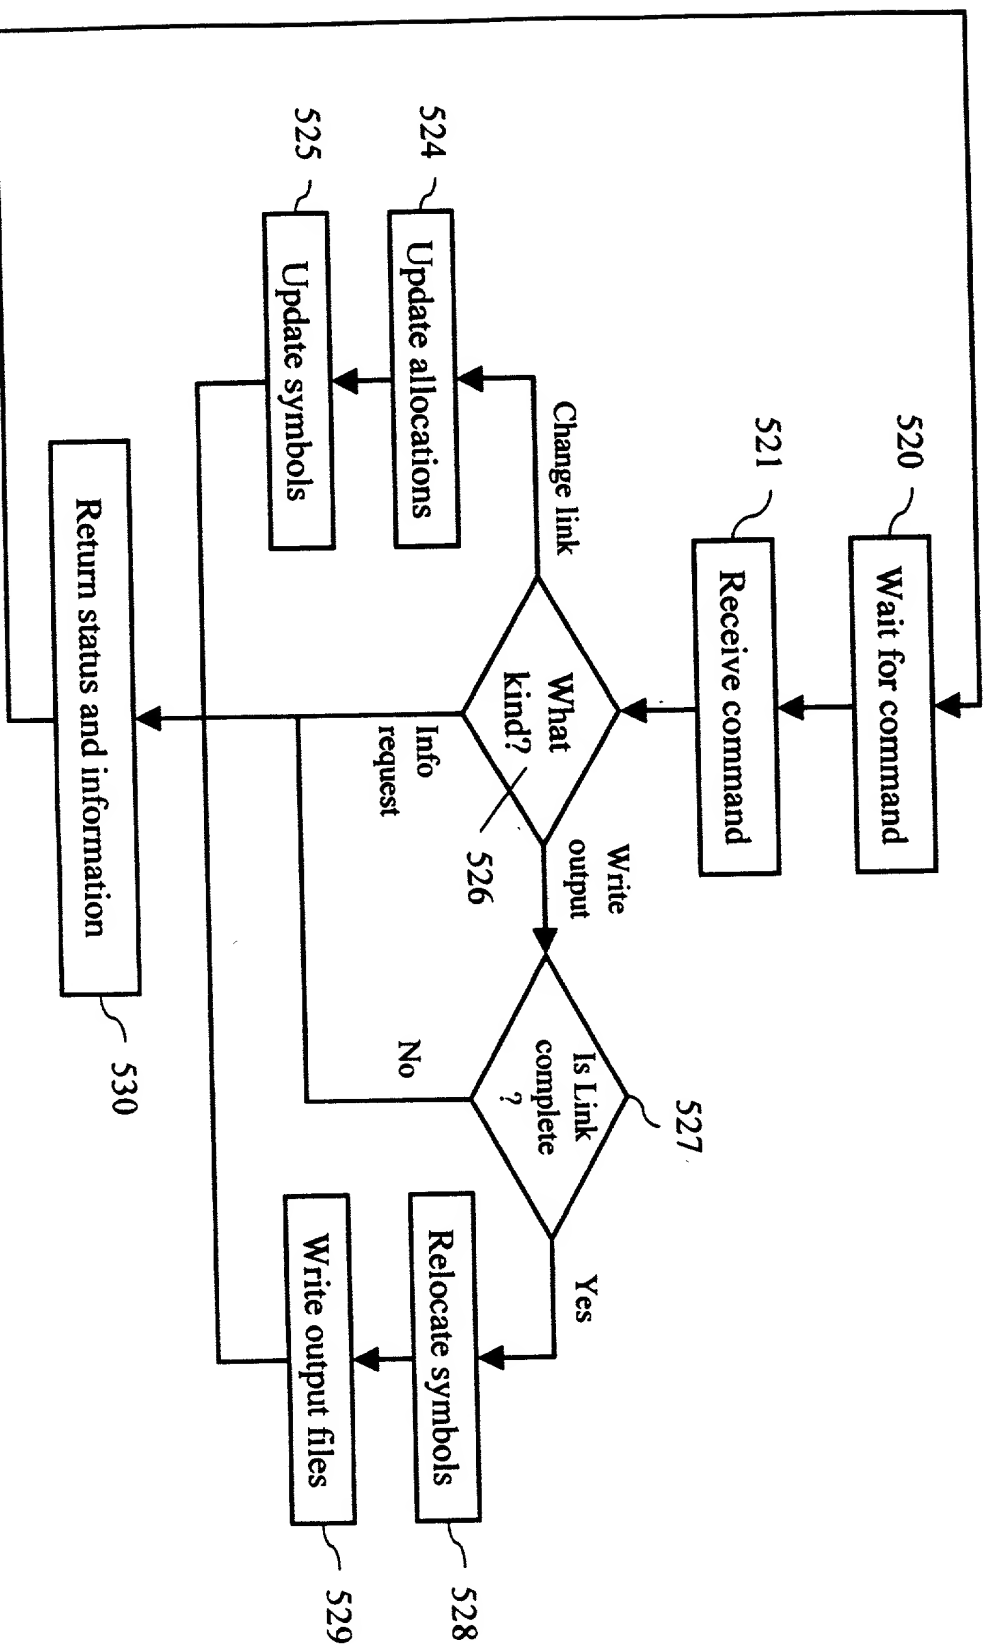 520
Wait for command
521
Receive command
What
kind?
526
Change link
524
Update allocations
525
Update symbols
Info
request
Write
output
Is Link
complete
?
527
No
Yes
Relocate symbols
528
Write output files
529
Return status and information
530